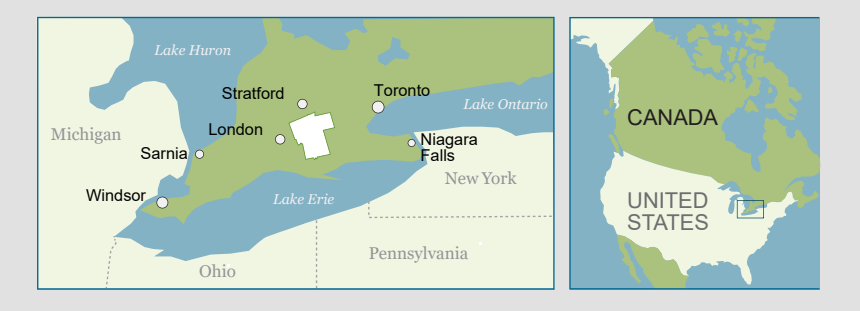 Lake Huron
Stratford
Toronto
Lake Ontario
Michigan
London
Sarnia
Niagara
Falls
New York
Windsor
Lake Erie
Pennsylvania
Ohio
CANADA
UNITED
STATES